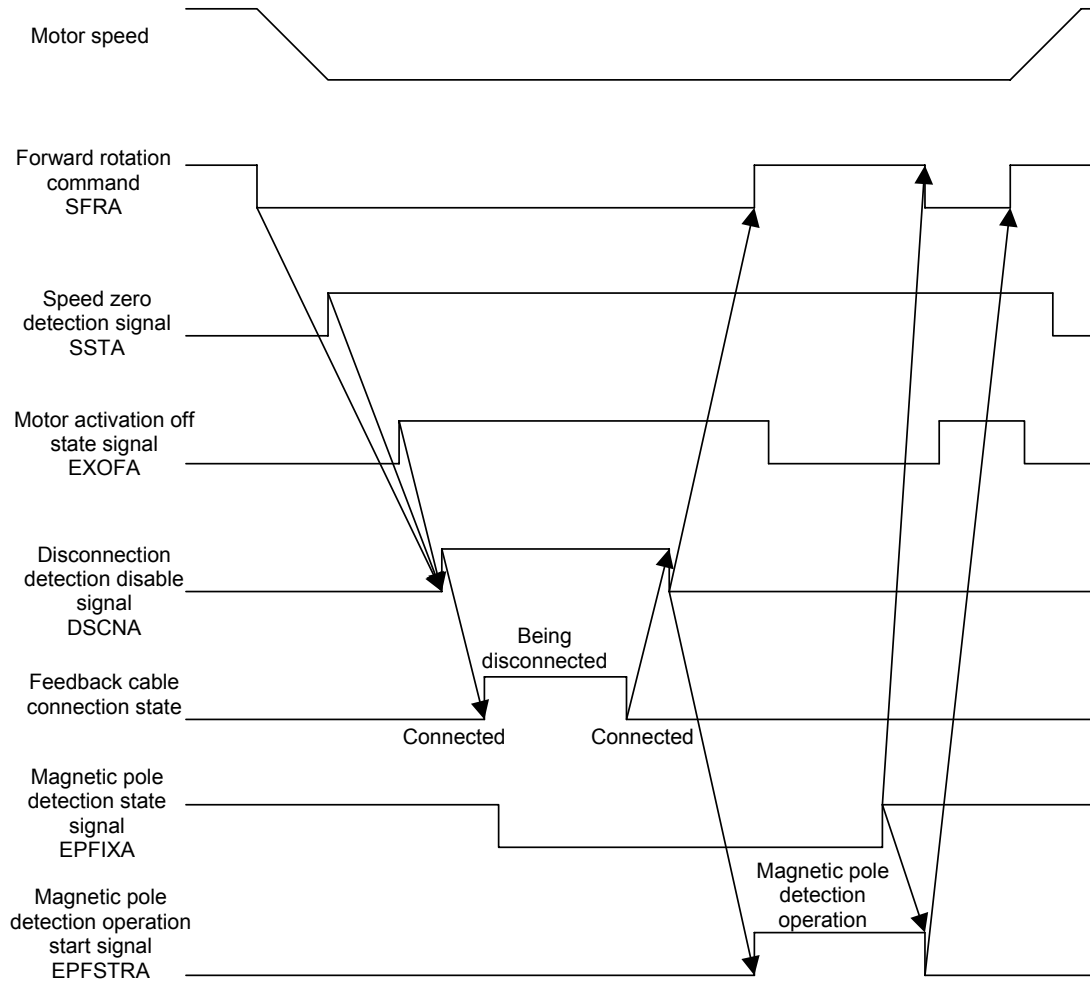 Motor speed
Forward rotation
command
SFRA
Speed zero
detection signal
SSTA
Motor activation off
state signal
EXOFA
Disconnection
detection disable
signal
DSCNA
Being
disconnected
Feedback cable
connection state
Connected
Connected
Magnetic pole
detection state
signal
EPFIXA
Magnetic pole
detection
operation
Magnetic pole
detection operation
start signal
EPFSTRA